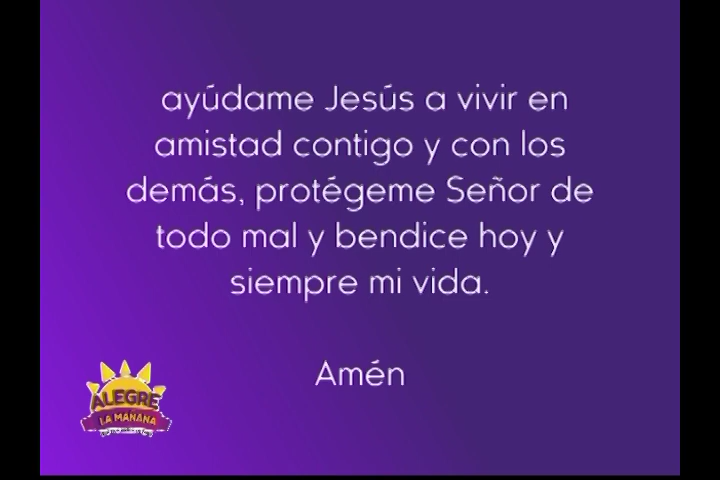 ayúdame Jesús a vivir en
amistad contigo y con los
demás, protégeme Señor de
todo mal y bendice hoy y
siempre mi vida.
Amén
ALEGRE
LA MAÑANA